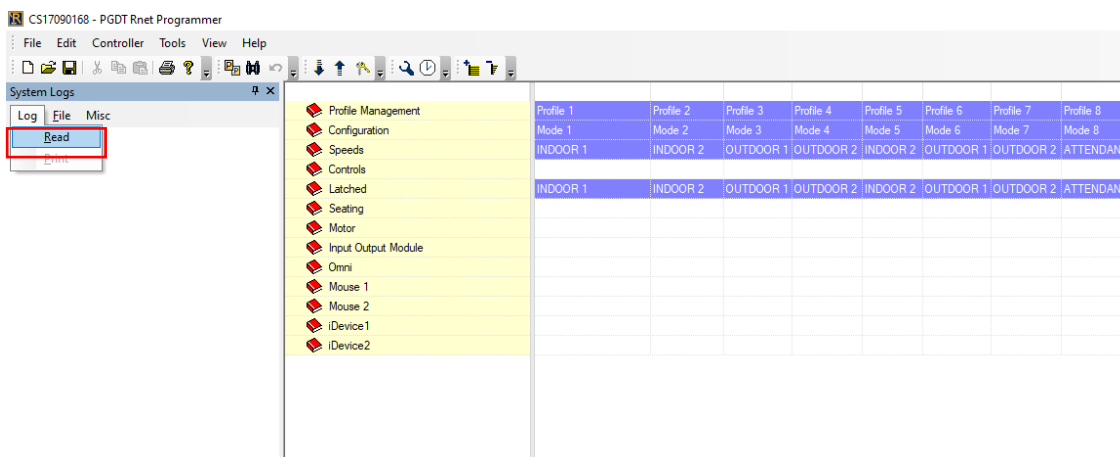 CS17090168 - PGDT Rnet Programmer
File Edit Controller Tools View Help
System Logs
Log File Misc
Read
Print
Profile Management Profile 1 Profile 2 Profile 3 Profile 4 Profile 5 Profile 6 Profile 7 Profile 8
Configuration Mode 1 Mode 2 Mode 3 Mode 4 Mode 5 Mode 6 Mode 7 Mode 8
Speeds INDOOR 1 INDOOR 2 OUTDOOR 1 OUTDOOR 2 INDOOR 2 OUTDOOR 1 OUTDOOR 2 ATTENDAN
Controls
Latched INDOOR 1 INDOOR 2 OUTDOOR 1 OUTDOOR 2 INDOOR 2 OUTDOOR 1 OUTDOOR 2 ATTENDAN
Seating
Motor
Input Output Module
Omni
Mouse 1
Mouse 2
iDevice1
iDevice2